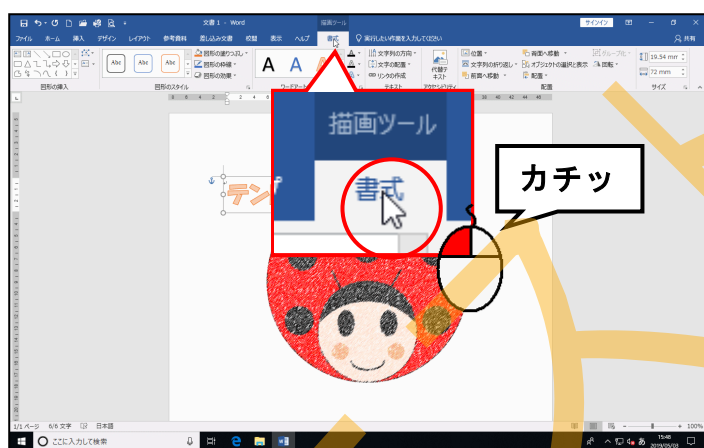 文書 1 - Word
描画ツール
サインイン
ファイル ホーム 挿入 デザイン レイアウト 参考資料 差し込み文書 校閲 表示 ヘルプ 書式 実行したい作業を入力してください
共有
Abc Abc Abc
図形の塗りつぶし
図形の枠線
図形の効果
A A
文字列の方向
文字の配置
リンクの作成
代替テキスト
位置
文字列の折り返し
前面へ移動
背面へ移動
オブジェクトの選択と表示
配置
グループ化
回転
19.54 mm
72 mm
図形の挿入 図形のスタイル テキスト アクセシビリティ 配置 サイズ
描画ツール
書式
カチッ
テン
1/1 ページ 6/6 文字 日本語
100%
ここに入力して検索
15:48
2019/05/03